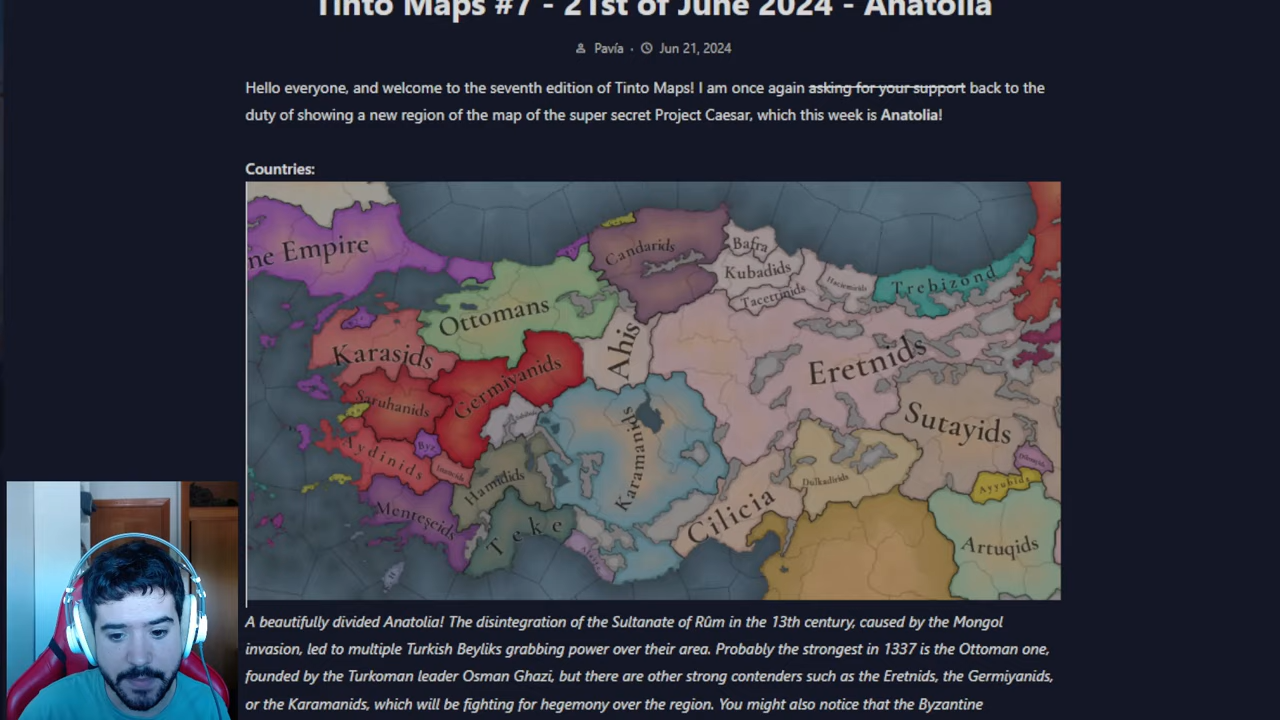 Tinto Maps #7 - 21st of June 2024 - Anatolia
Pavía · Jun 21, 2024
Hello everyone, and welcome to the seventh edition of Tinto Maps! I am once again asking for your support back to the
duty of showing a new region of the map of the super secret Project Caesar, which this week is Anatolia!
Countries:
ne Empire
Candarids
Bafra
Kubadids
Tacettinids
Trebizond
Ottomans
Ahis
Eretnids
Karasids
Germiyanids
Saruhanids
Sutayids
Karamanids
Byz
Aydinids
Hamidids
Dulkadirids
Ayyubids
Menteşeids
Teke
Cilicia
Artuqids
A beautifully divided Anatolia! The disintegration of the Sultanate of Rûm in the 13th century, caused by the Mongol
invasion, led to multiple Turkish Beyliks grabbing power over their area. Probably the strongest in 1337 is the Ottoman one,
founded by the Turkoman leader Osman Ghazi, but there are other strong contenders such as the Eretnids, the Germiyanids,
or the Karamanids, which will be fighting for hegemony over the region. You might also notice that the Byzantine